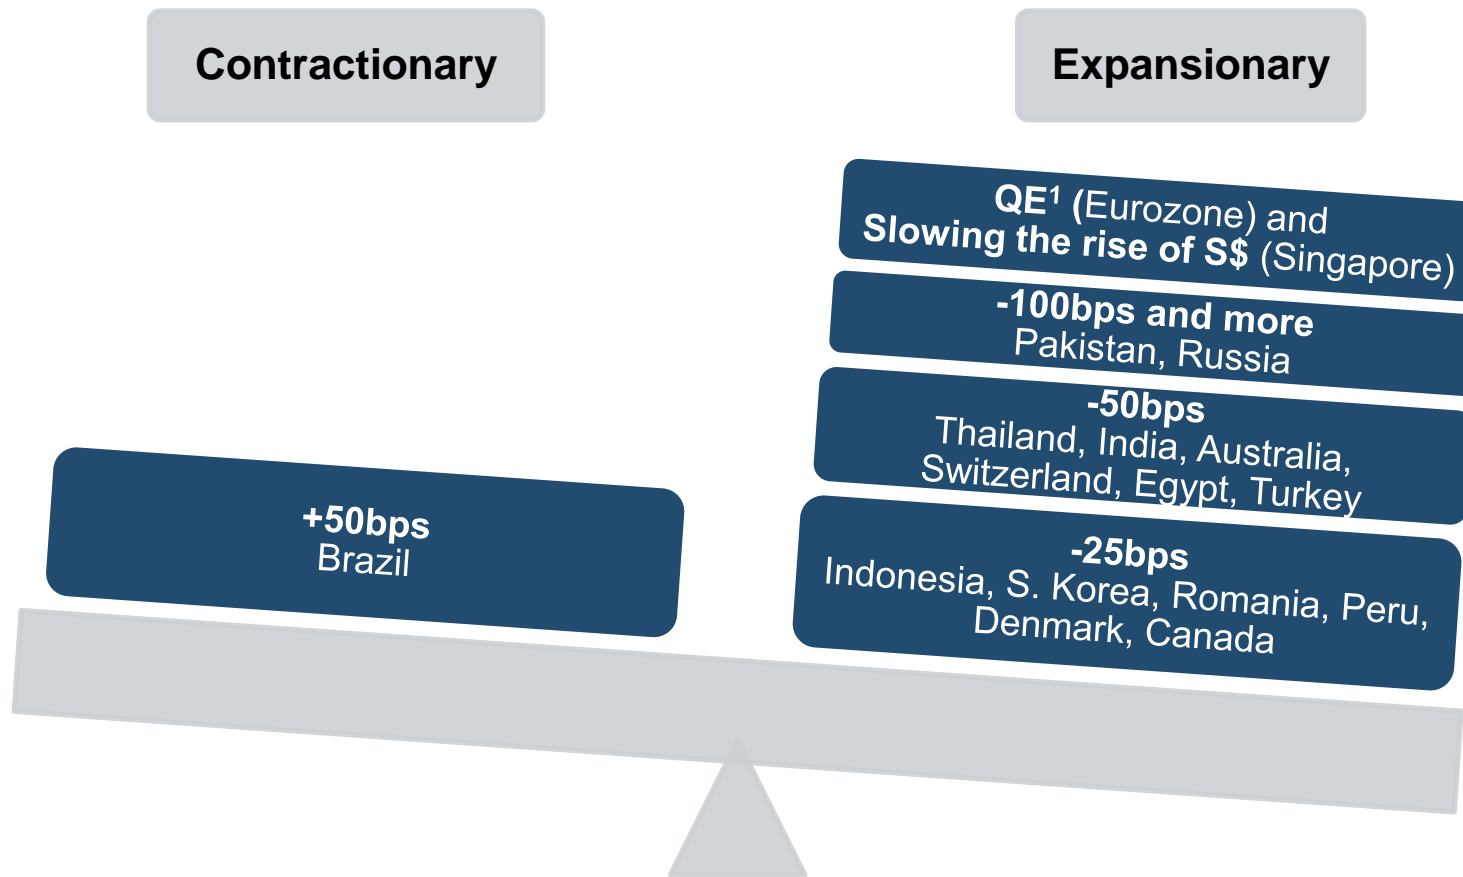 Contractionary
Expansionary
QE¹ (Eurozone) and
Slowing the rise of S$ (Singapore)
-100bps and more
Pakistan, Russia
-50bps
Thailand, India, Australia,
Switzerland, Egypt, Turkey
+50bps
Brazil
-25bps
Indonesia, S. Korea, Romania, Peru,
Denmark, Canada